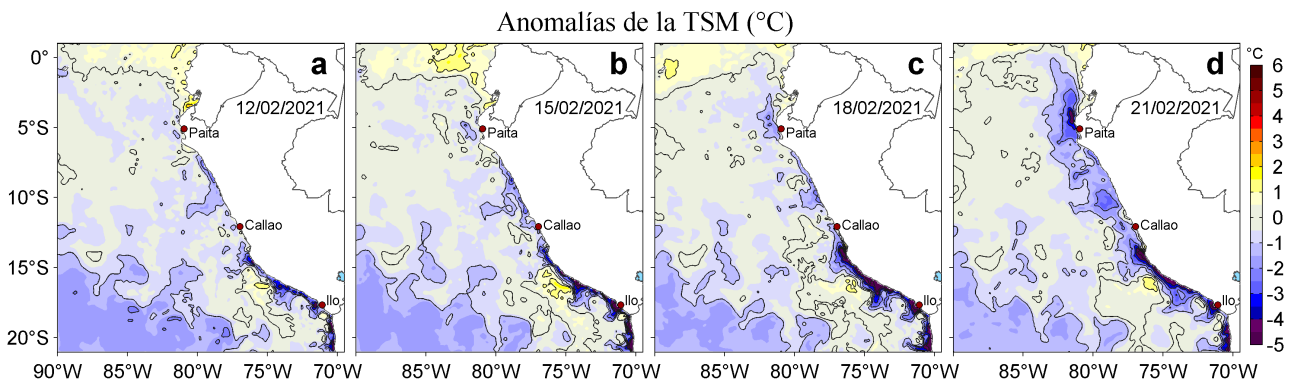 Anomalías de la TSM (°C)
a
b
c
d
12/02/2021
15/02/2021
18/02/2021
21/02/2021
°C
0°
5°S
10°S
15°S
20°S
Paita
Callao
Ilo
Paita
Callao
Ilo
Paita
Callao
Ilo
Paita
Callao
Ilo
6
5
4
3
2
1
0
-1
-2
-3
-4
-5
90°W 85°W 80°W 75°W 70°W 85°W 80°W 75°W 70°W 85°W 80°W 75°W 70°W 85°W 80°W 75°W 70°W